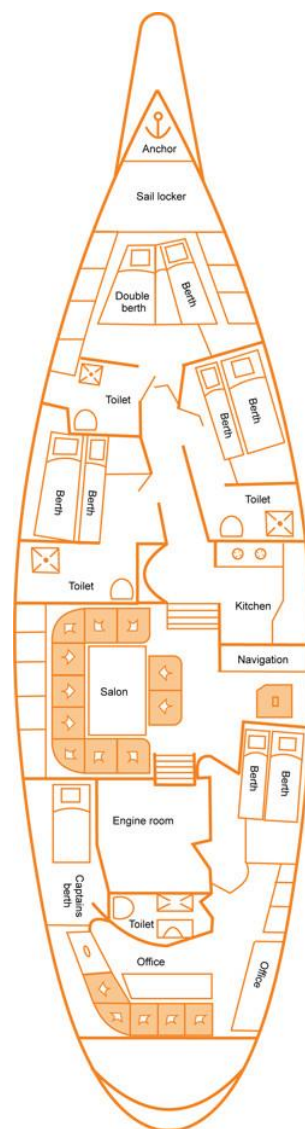 Anchor
Sail locker
Double
berth
Berth
Toilet
Berth
Berth
Berth
Berth
Toilet
Toilet
Kitchen
Navigation
Salon
Berth
Berth
Engine room
Captains
berth
Toilet
Office
Office